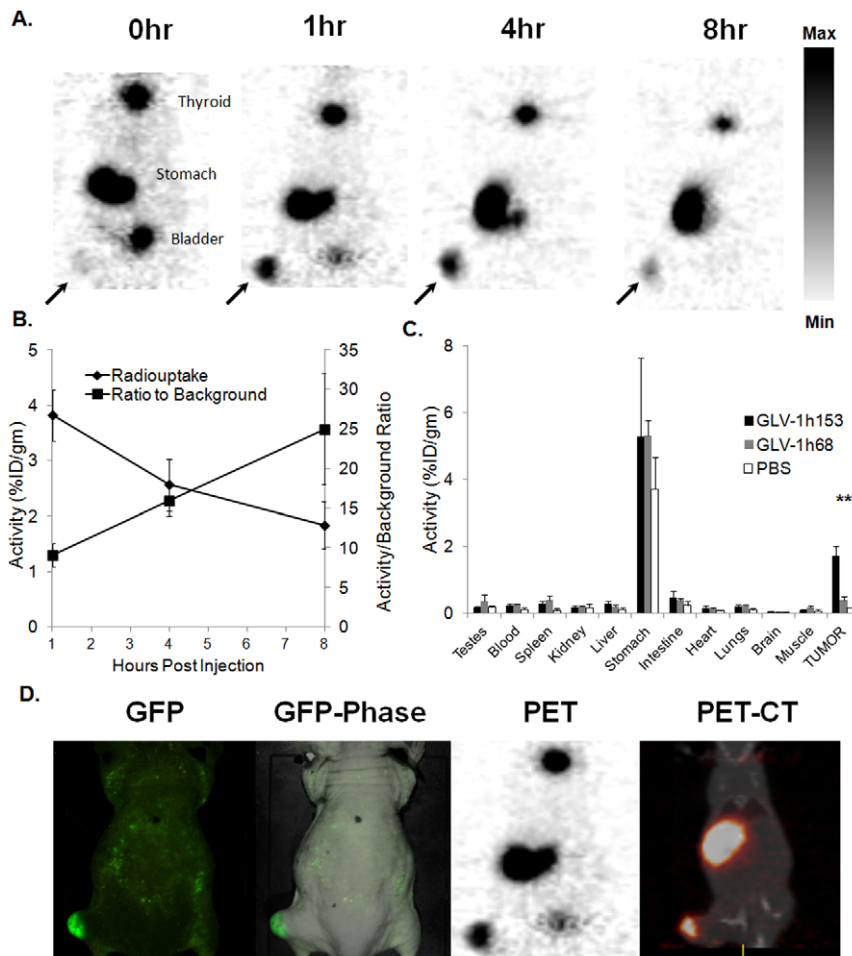 A.
0hr 1hr 4hr 8hr
Max
Thyroid
Stomach
Bladder
Min
B.
5
4
3
2
1
0
Activity (%ID/gm)
Radiouptake
Ratio to Background
35
30
25
20
15
10
5
0
Activity/Background Ratio
1 2 3 4 5 6 7 8
Hours Post Injection
C.
8
6
4
2
0
Activity (%ID/gm)
GLV-1h153
GLV-1h68
PBS
**
Testes
Blood
Spleen
Kidney
Liver
Stomach
Intestine
Heart
Lungs
Brain
Muscle
TUMOR
D.
GFP GFP-Phase PET PET-CT